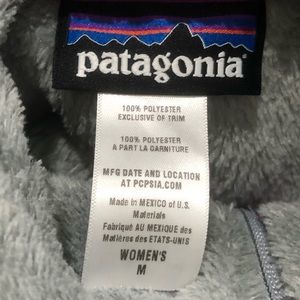 patagonia
100% POLYESTER
EXCLUSIVE OF TRIM
100% POLYESTER
A PART LA GARNITURE
MFG DATE AND LOCATION
AT PCPSIA.COM
Made in MEXICO of U.S.
Materials
Fabriqué AU MEXIQUE des
Matières des ETATS-UNIS
WOMEN'S
M